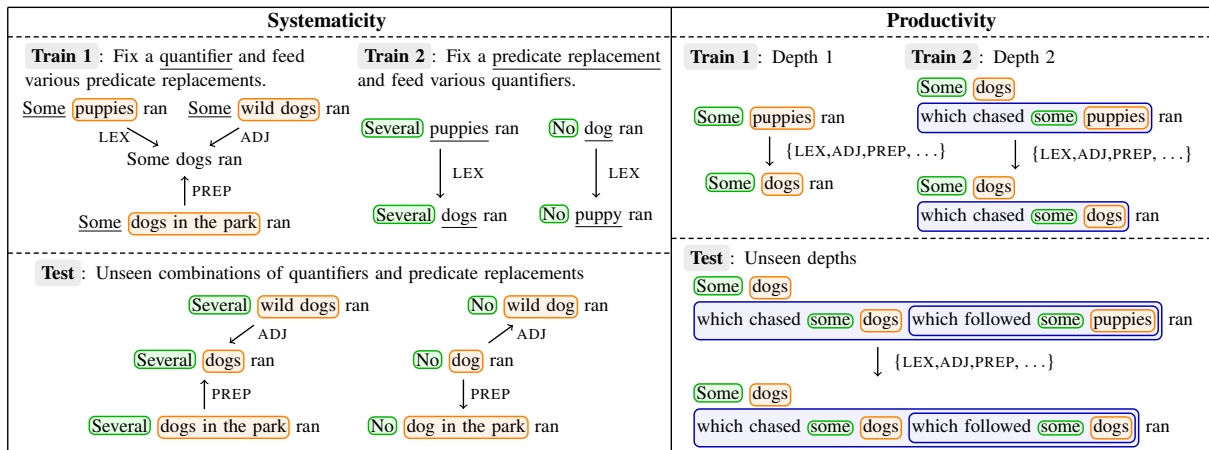 Systematicity
Train 1 : Fix a quantifier and feed
various predicate replacements.
Some puppies ran Some wild dogs ran
LEX ADJ
Some dogs ran
PREP
Some dogs in the park ran
Train 2 : Fix a predicate replacement
and feed various quantifiers.
Several puppies ran No dog ran
LEX LEX
Several dogs ran No puppy ran
Test : Unseen combinations of quantifiers and predicate replacements
Several wild dogs ran No wild dog ran
ADJ ADJ
Several dogs ran No dog ran
PREP PREP
Several dogs in the park ran No dog in the park ran
Productivity
Train 1 : Depth 1
Some puppies ran
{LEX,ADJ,PREP, ...}
Some dogs ran
Train 2 : Depth 2
Some dogs
which chased some puppies ran
{LEX,ADJ,PREP, ...}
Some dogs
which chased some dogs ran
Test : Unseen depths
Some dogs
which chased some dogs which followed some puppies ran
{LEX,ADJ,PREP, ...}
Some dogs
which chased some dogs which followed some dogs ran